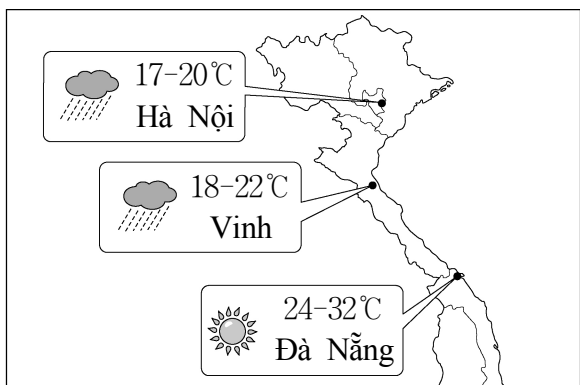 17-20℃
Hà Nội
18-22℃
Vinh
24-32℃
Đà Nẵng